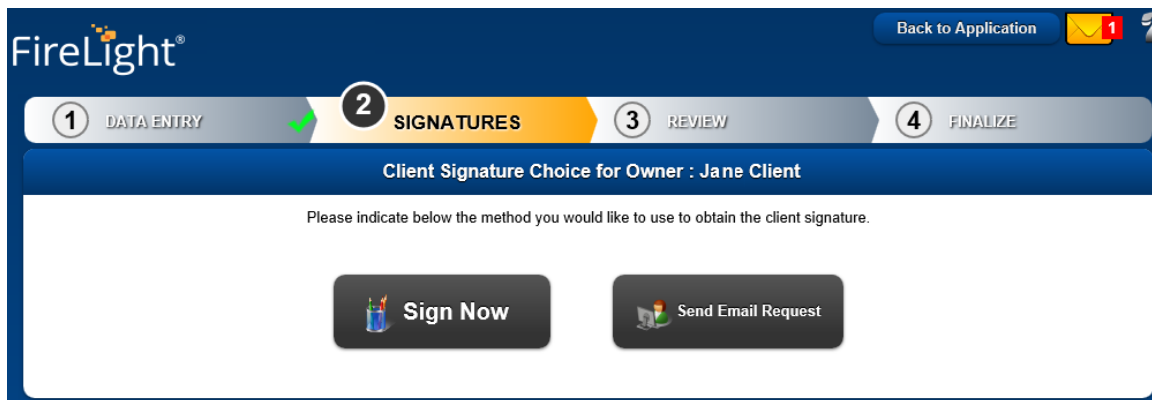 FireLight®
Back to Application
1
1 DATA ENTRY
2 SIGNATURES
3 REVIEW
4 FINALIZE
Client Signature Choice for Owner : Jane Client
Please indicate below the method you would like to use to obtain the client signature.
Sign Now
Send Email Request